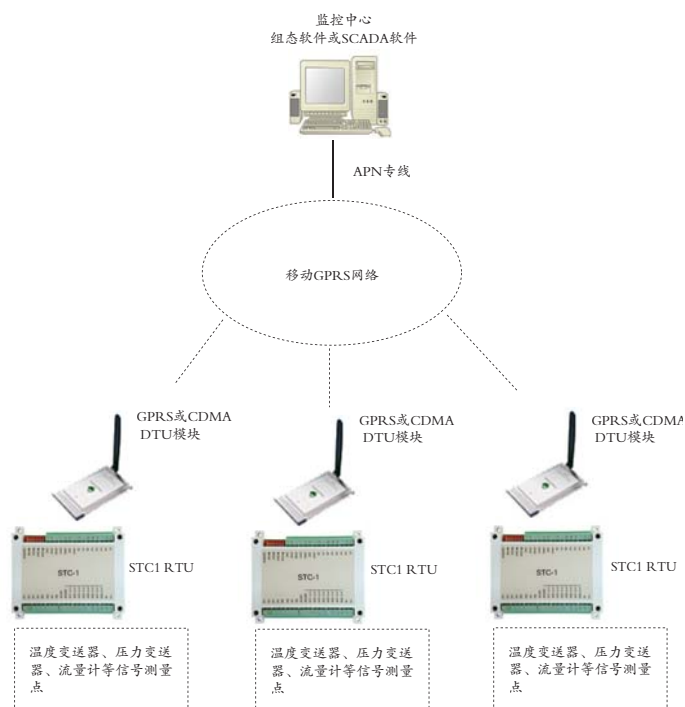 监控中心
组态软件或SCADA软件
APN专线
移动GPRS网络
GPRS或CDMA
DTU模块
GPRS或CDMA
DTU模块
GPRS或CDMA
DTU模块
STC-1
STC1 RTU
STC-1
STC1 RTU
STC-1
STC1 RTU
温度变送器、压力变送
器、流量计等信号测量
点
温度变送器、压力变送
器、流量计等信号测量
点
温度变送器、压力变送
器、流量计等信号测量
点